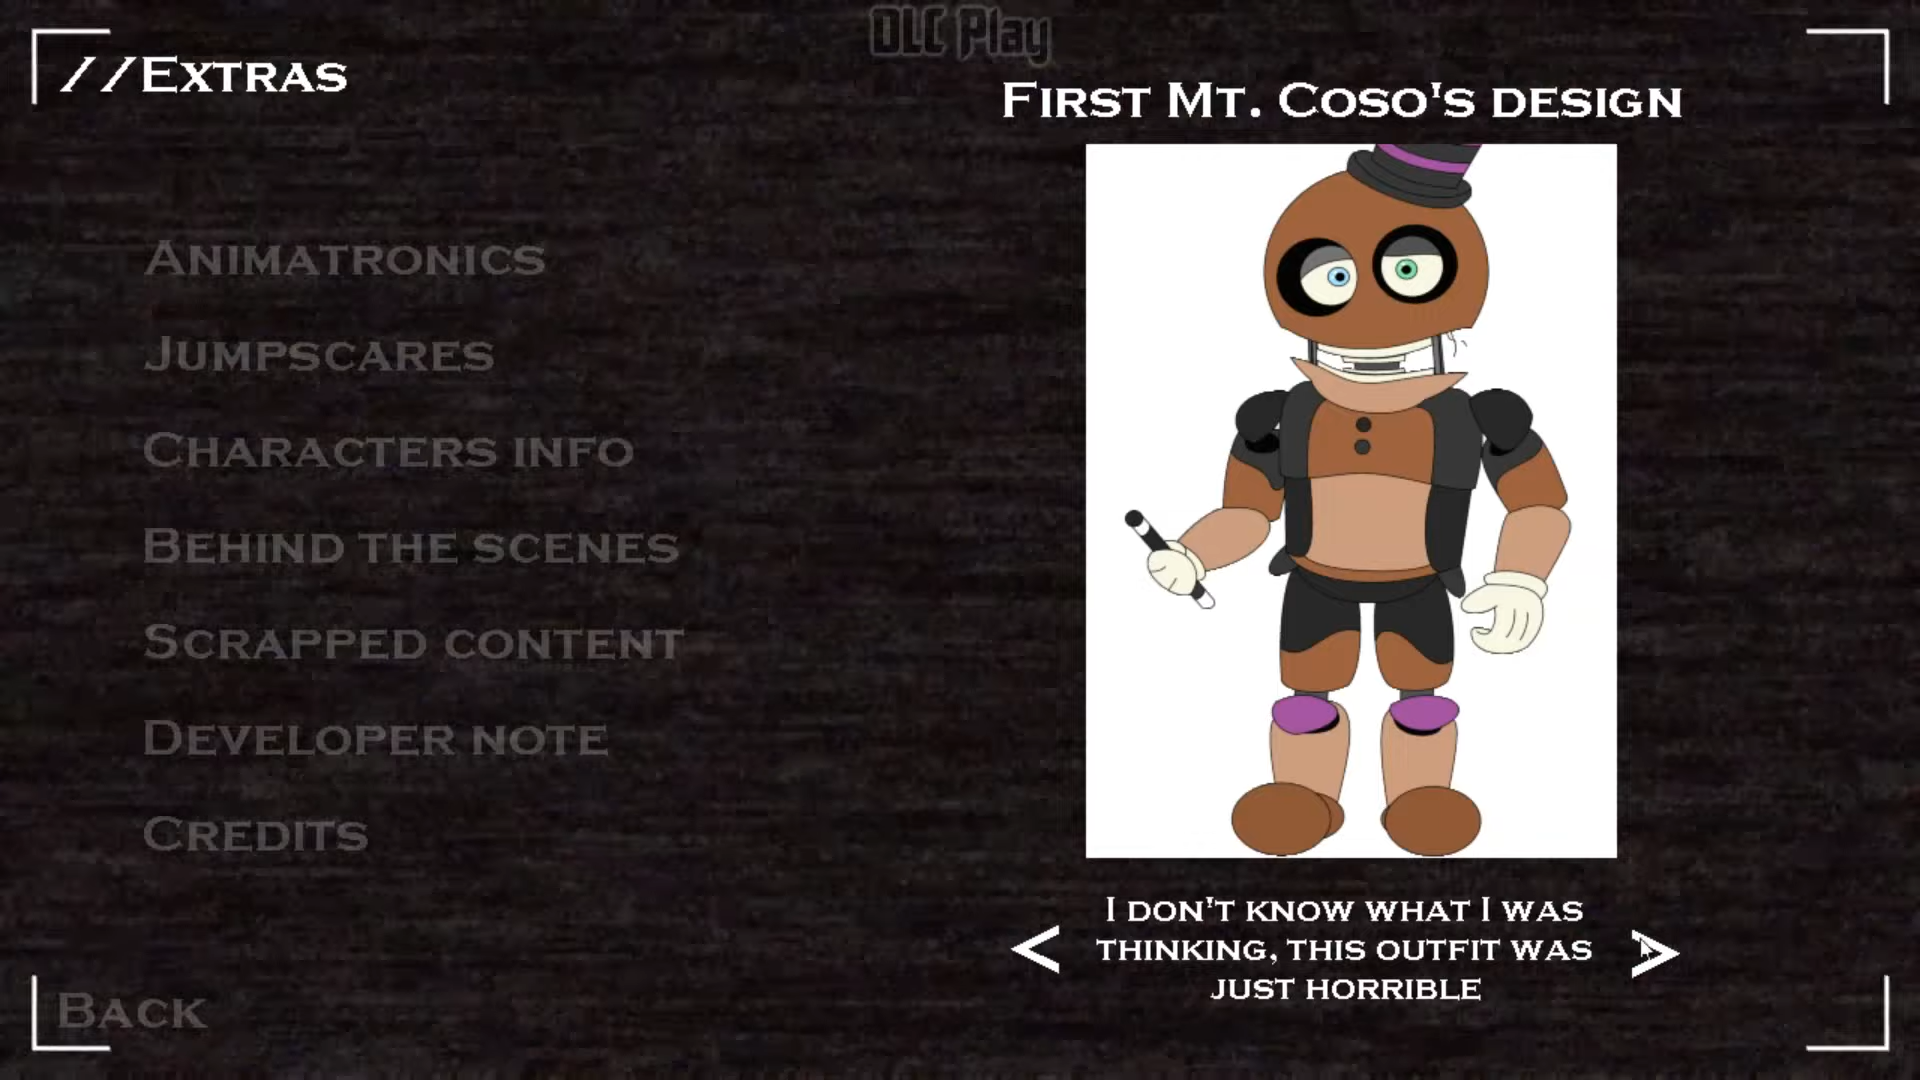 DLC Play
//Extras
First Mt. Coso's design
Animatronics
Jumpscares
Characters info
Behind the scenes
Scrapped content
Developer note
Credits
I don't know what I was
thinking, this outfit was
just horrible
<
>
Back